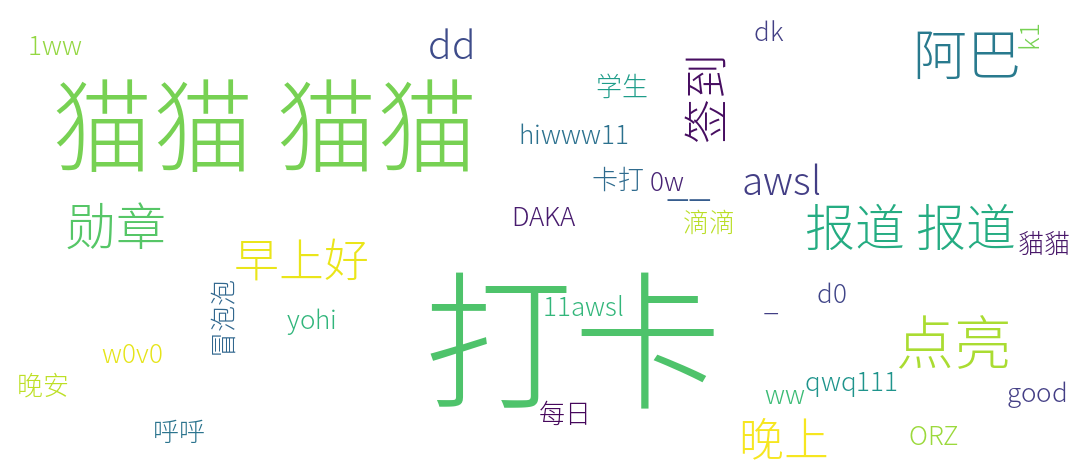 1ww
dd
dk
阿巴
k1
猫猫 猫猫
学生
签到
hiwww11
卡打
0w
__
awsl
勋章
DAKA
滴滴
报道 报道
貓貓
早上好
冒泡泡
yohi
打卡
11awsl
d0
_
点亮
w0v0
晚安
每日
ww
qwq111
good
呼呼
晚上
ORZ